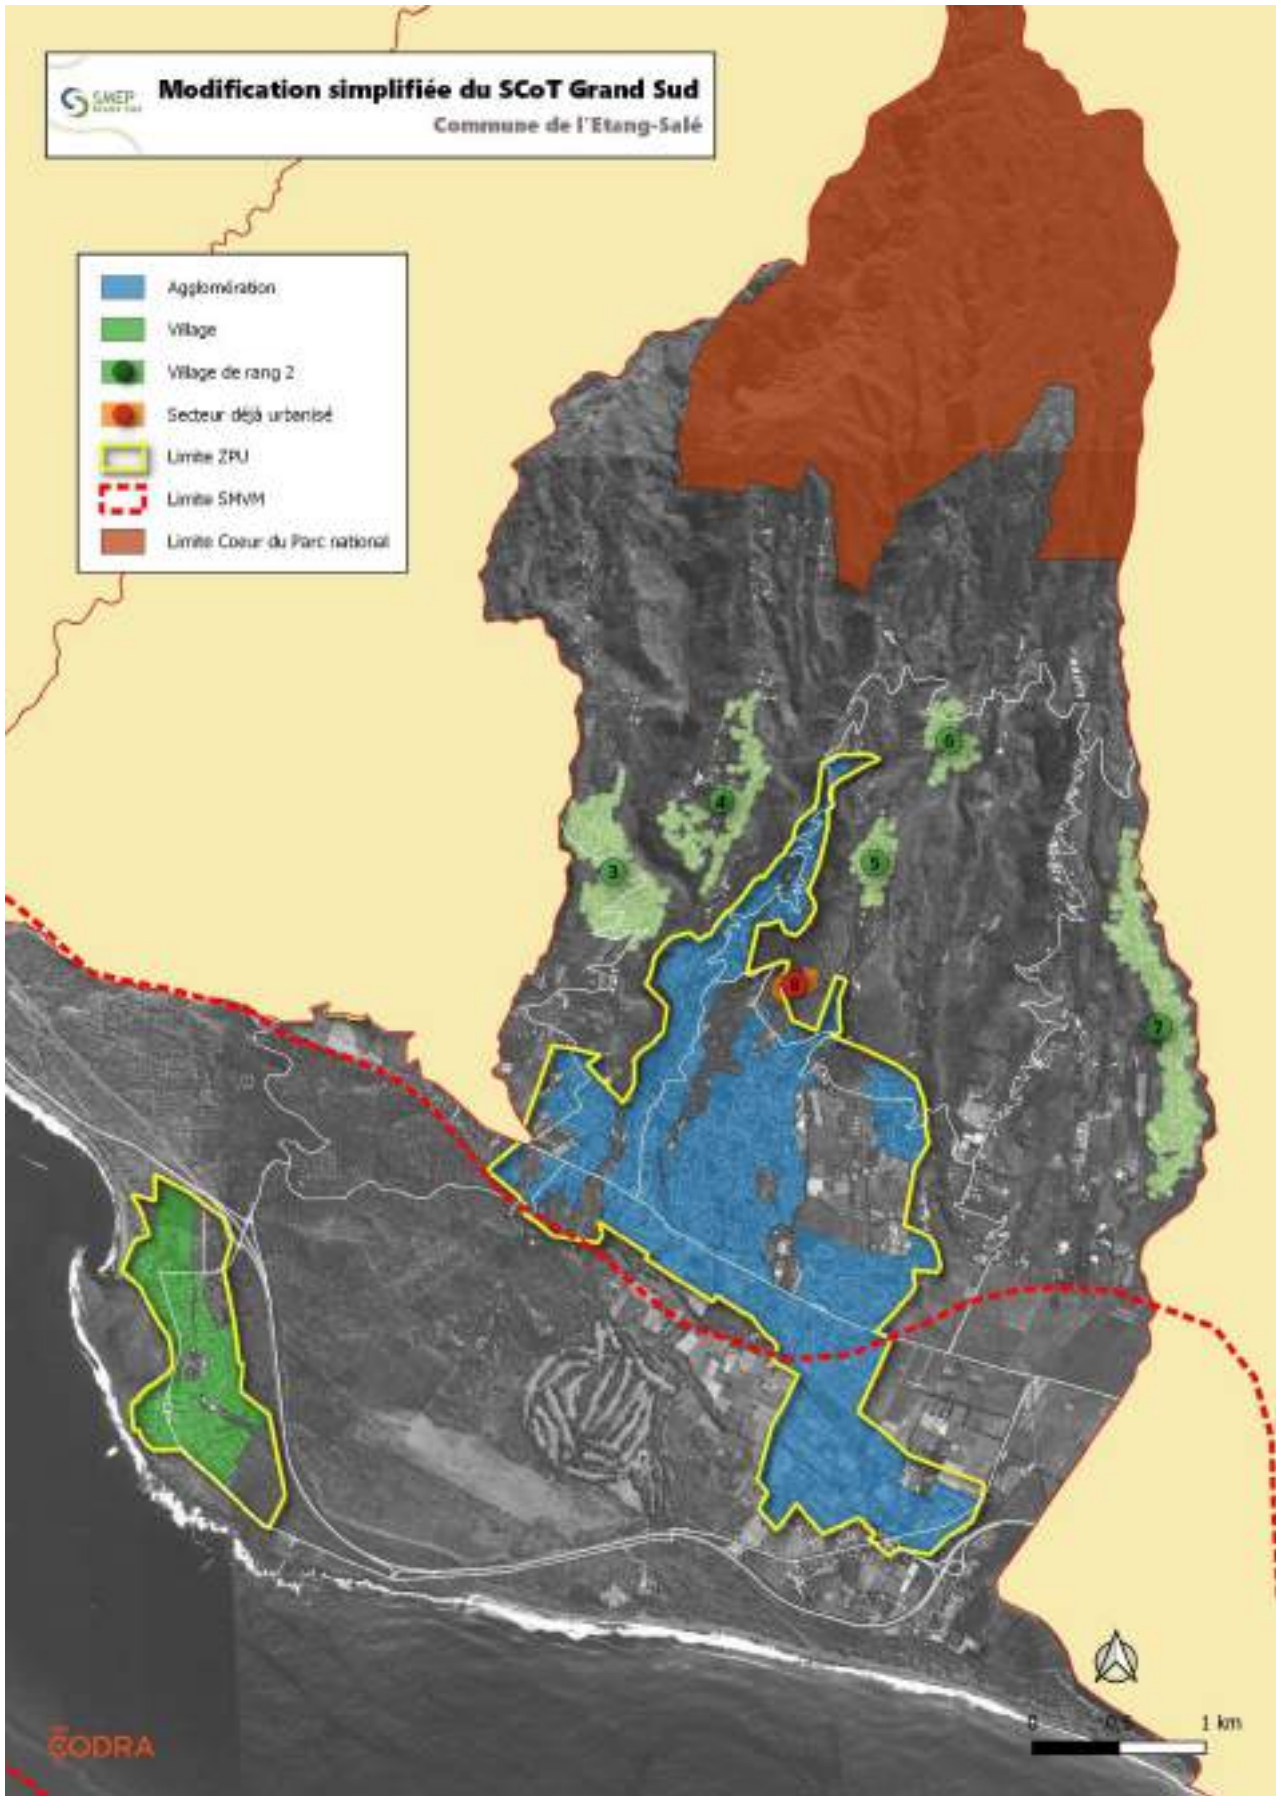 Modification simplifiée du SCoT Grand Sud
SMEP
Commune de l'Etang-Salé
Agglomération
Village
Village de rang 2
Secteur déjà urbanisé
Limite ZPU
Limite SMVM
Limite Coeur du Parc national
6
4
5
3
8
7
CODRA
0 0,5 1 km